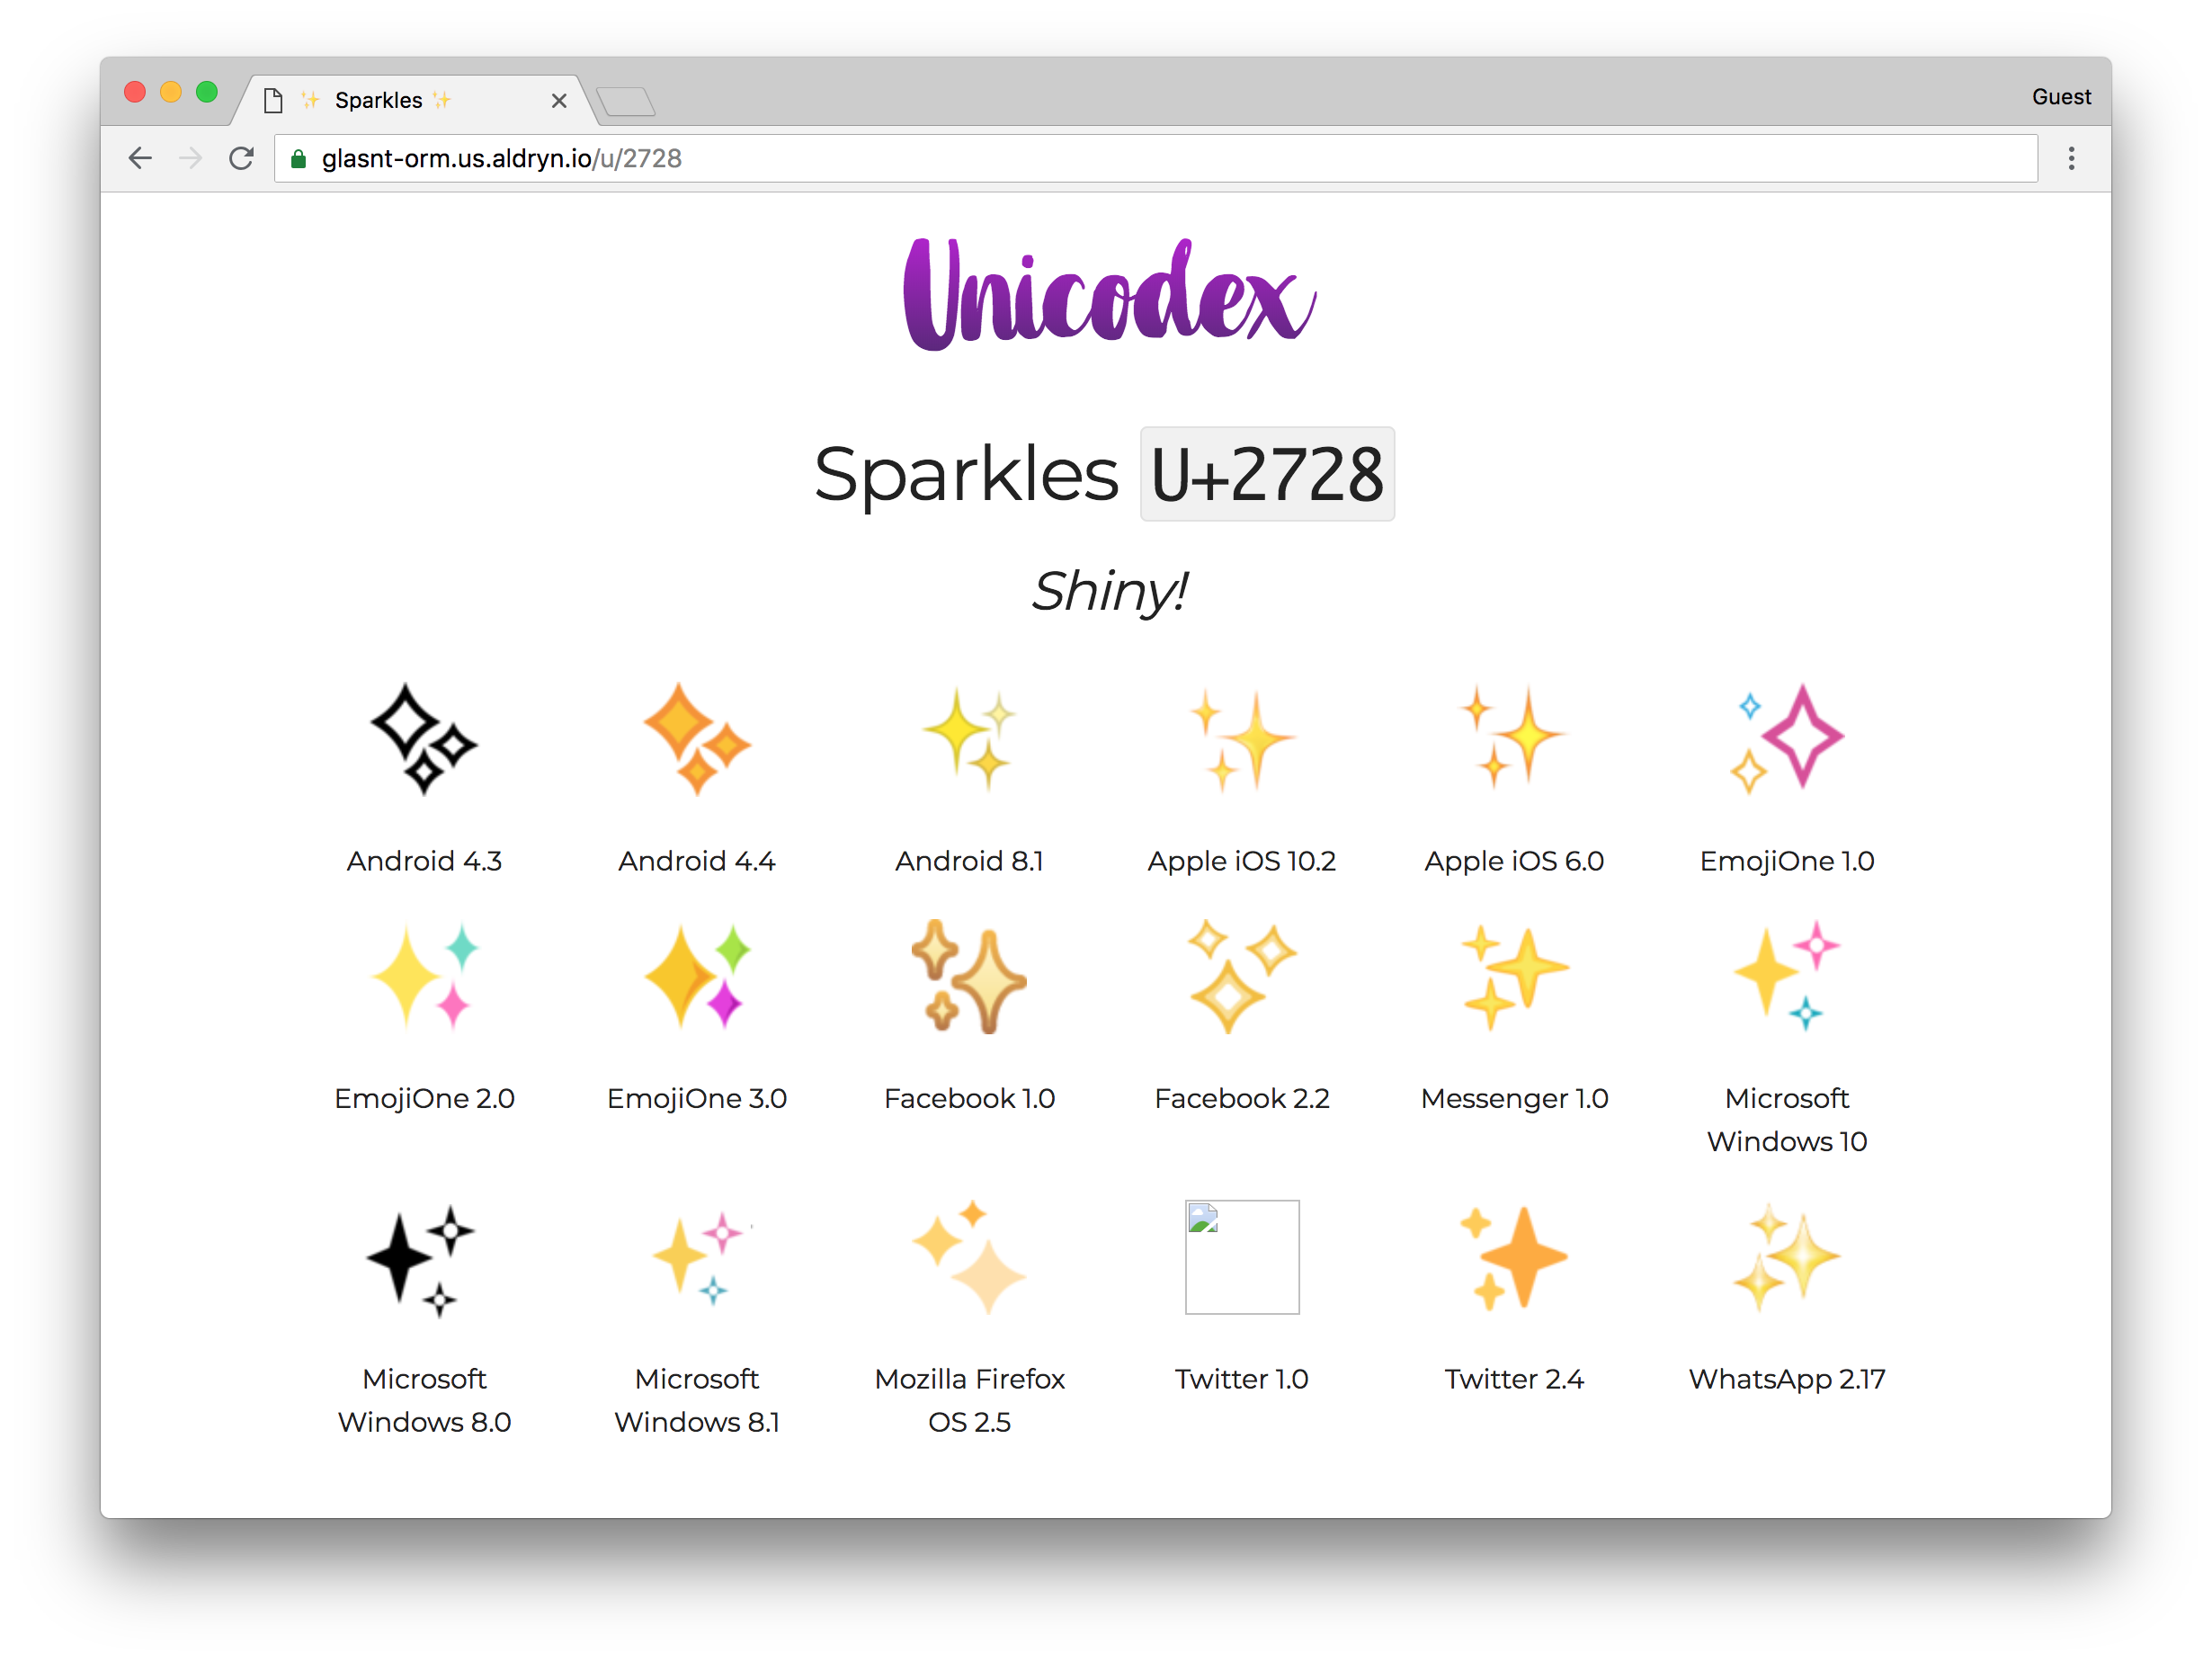 ✨ Sparkles ✨
Guest
glasnt-orm.us.aldryn.io/u/2728
Unicodex
Sparkles U+2728
Shiny!
Android 4.3
Android 4.4
Android 8.1
Apple iOS 10.2
Apple iOS 6.0
EmojiOne 1.0
EmojiOne 2.0
EmojiOne 3.0
Facebook 1.0
Facebook 2.2
Messenger 1.0
Microsoft
Windows 10
Microsoft
Windows 8.0
Microsoft
Windows 8.1
Mozilla Firefox
OS 2.5
Twitter 1.0
Twitter 2.4
WhatsApp 2.17